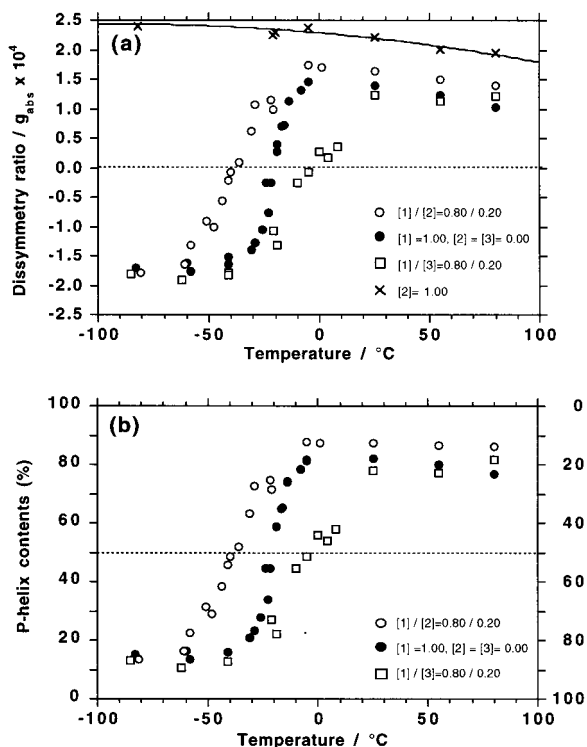 (a)
Dissymmetry ratio / g_abs x 10^4
2.5
2.0
1.5
1.0
0.5
0.0
-0.5
-1.0
-1.5
-2.0
-2.5
[1] / [2]=0.80 / 0.20
[1] =1.00, [2] = [3]= 0.00
[1] / [3]=0.80 / 0.20
[2]= 1.00
-100 -50 0 50 100
Temperature / °C
(b)
P-helix contents (%)
100
80
60
40
20
0
0
20
40
60
80
100
[1] / [2]=0.80 / 0.20
[1] =1.00, [2] = [3]= 0.00
[1] / [3]=0.80 / 0.20
-100 -50 0 50 100
Temperature / °C